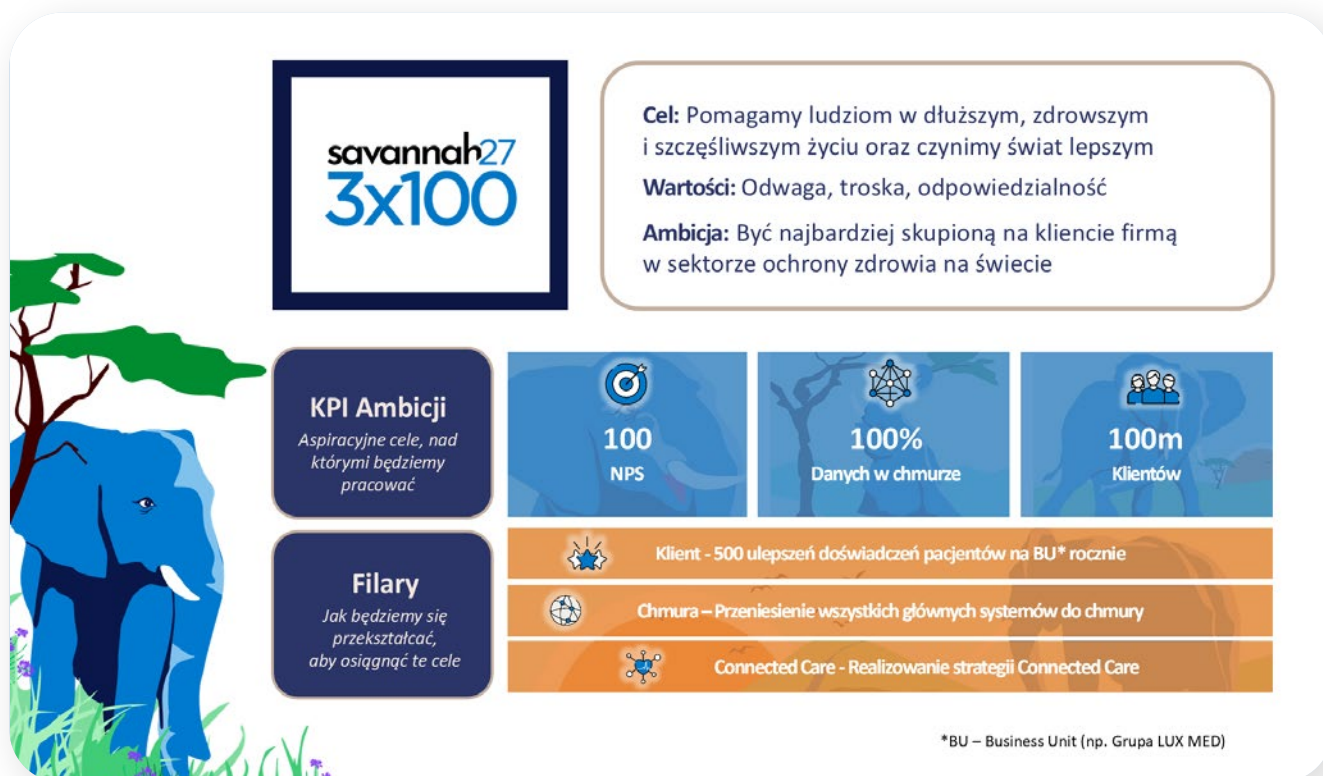 savannah27
3x100
Cel: Pomagamy ludziom w dłuższym, zdrowszym
i szczęśliwszym życiu oraz czynimy świat lepszym
Wartości: Odwaga, troska, odpowiedzialność
Ambicja: Być najbardziej skupioną na kliencie firmą
w sektorze ochrony zdrowia na świecie
KPI Ambicji
Aspiracyjne cele, nad
którymi będziemy
pracować
100
NPS
100%
Danych w chmurze
100m
Klientów
Filary
Jak będziemy się
przekształcać,
aby osiągnąć te cele
Klient - 500 ulepszeń doświadczeń pacjentów na BU* rocznie
Chmura – Przeniesienie wszystkich głównych systemów do chmury
Connected Care - Realizowanie strategii Connected Care
*BU – Business Unit (np. Grupa LUX MED)